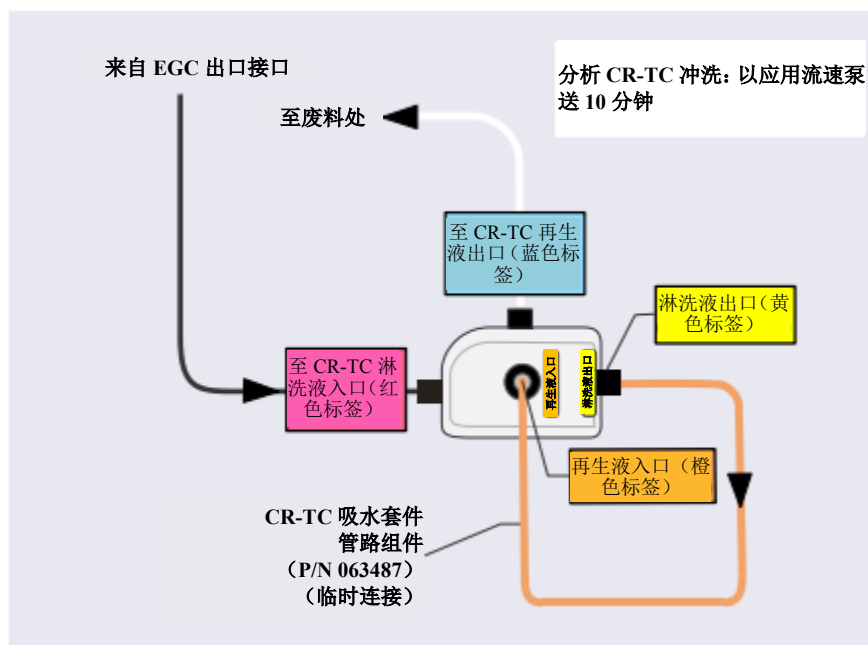 来自 EGC 出口接口
分析 CR-TC 冲洗：以应用流速泵
送 10 分钟
至废料处
至 CR-TC 再生
液出口（蓝色标
签）
淋洗液出口（黄
色标签）
至 CR-TC 淋
洗液入口（红
色标签）
再生液入口
淋洗液出口
再生液入口（橙
色标签）
CR-TC 吸水套件
管路组件
（P/N 063487）
（临时连接）